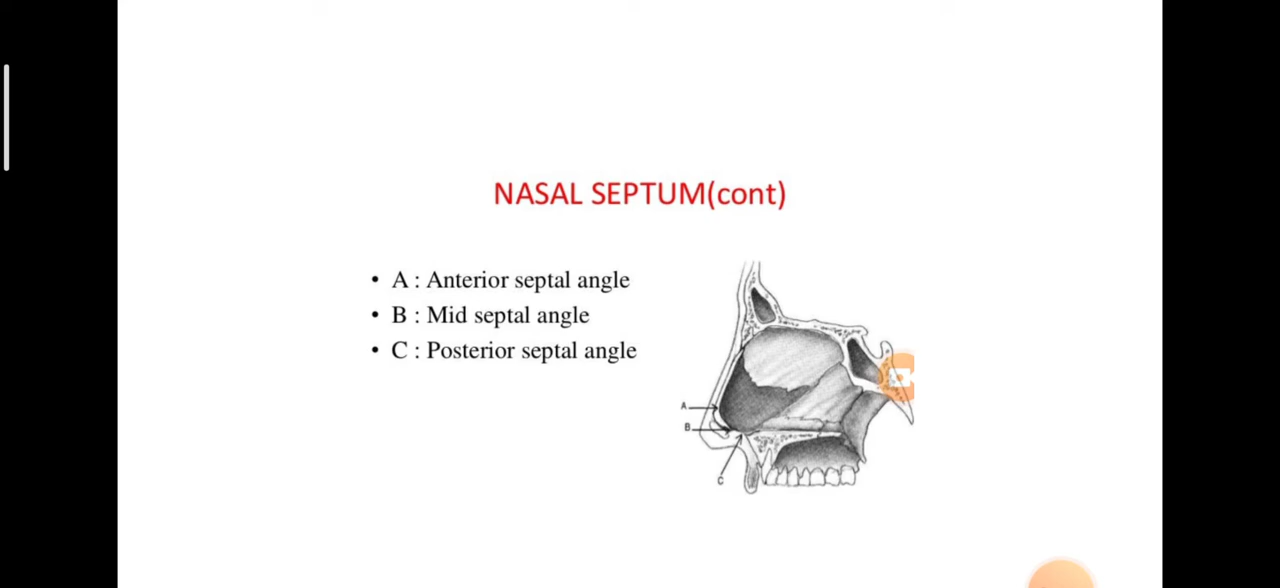 NASAL SEPTUM(cont)
• A : Anterior septal angle
• B : Mid septal angle
• C : Posterior septal angle
A
B
C